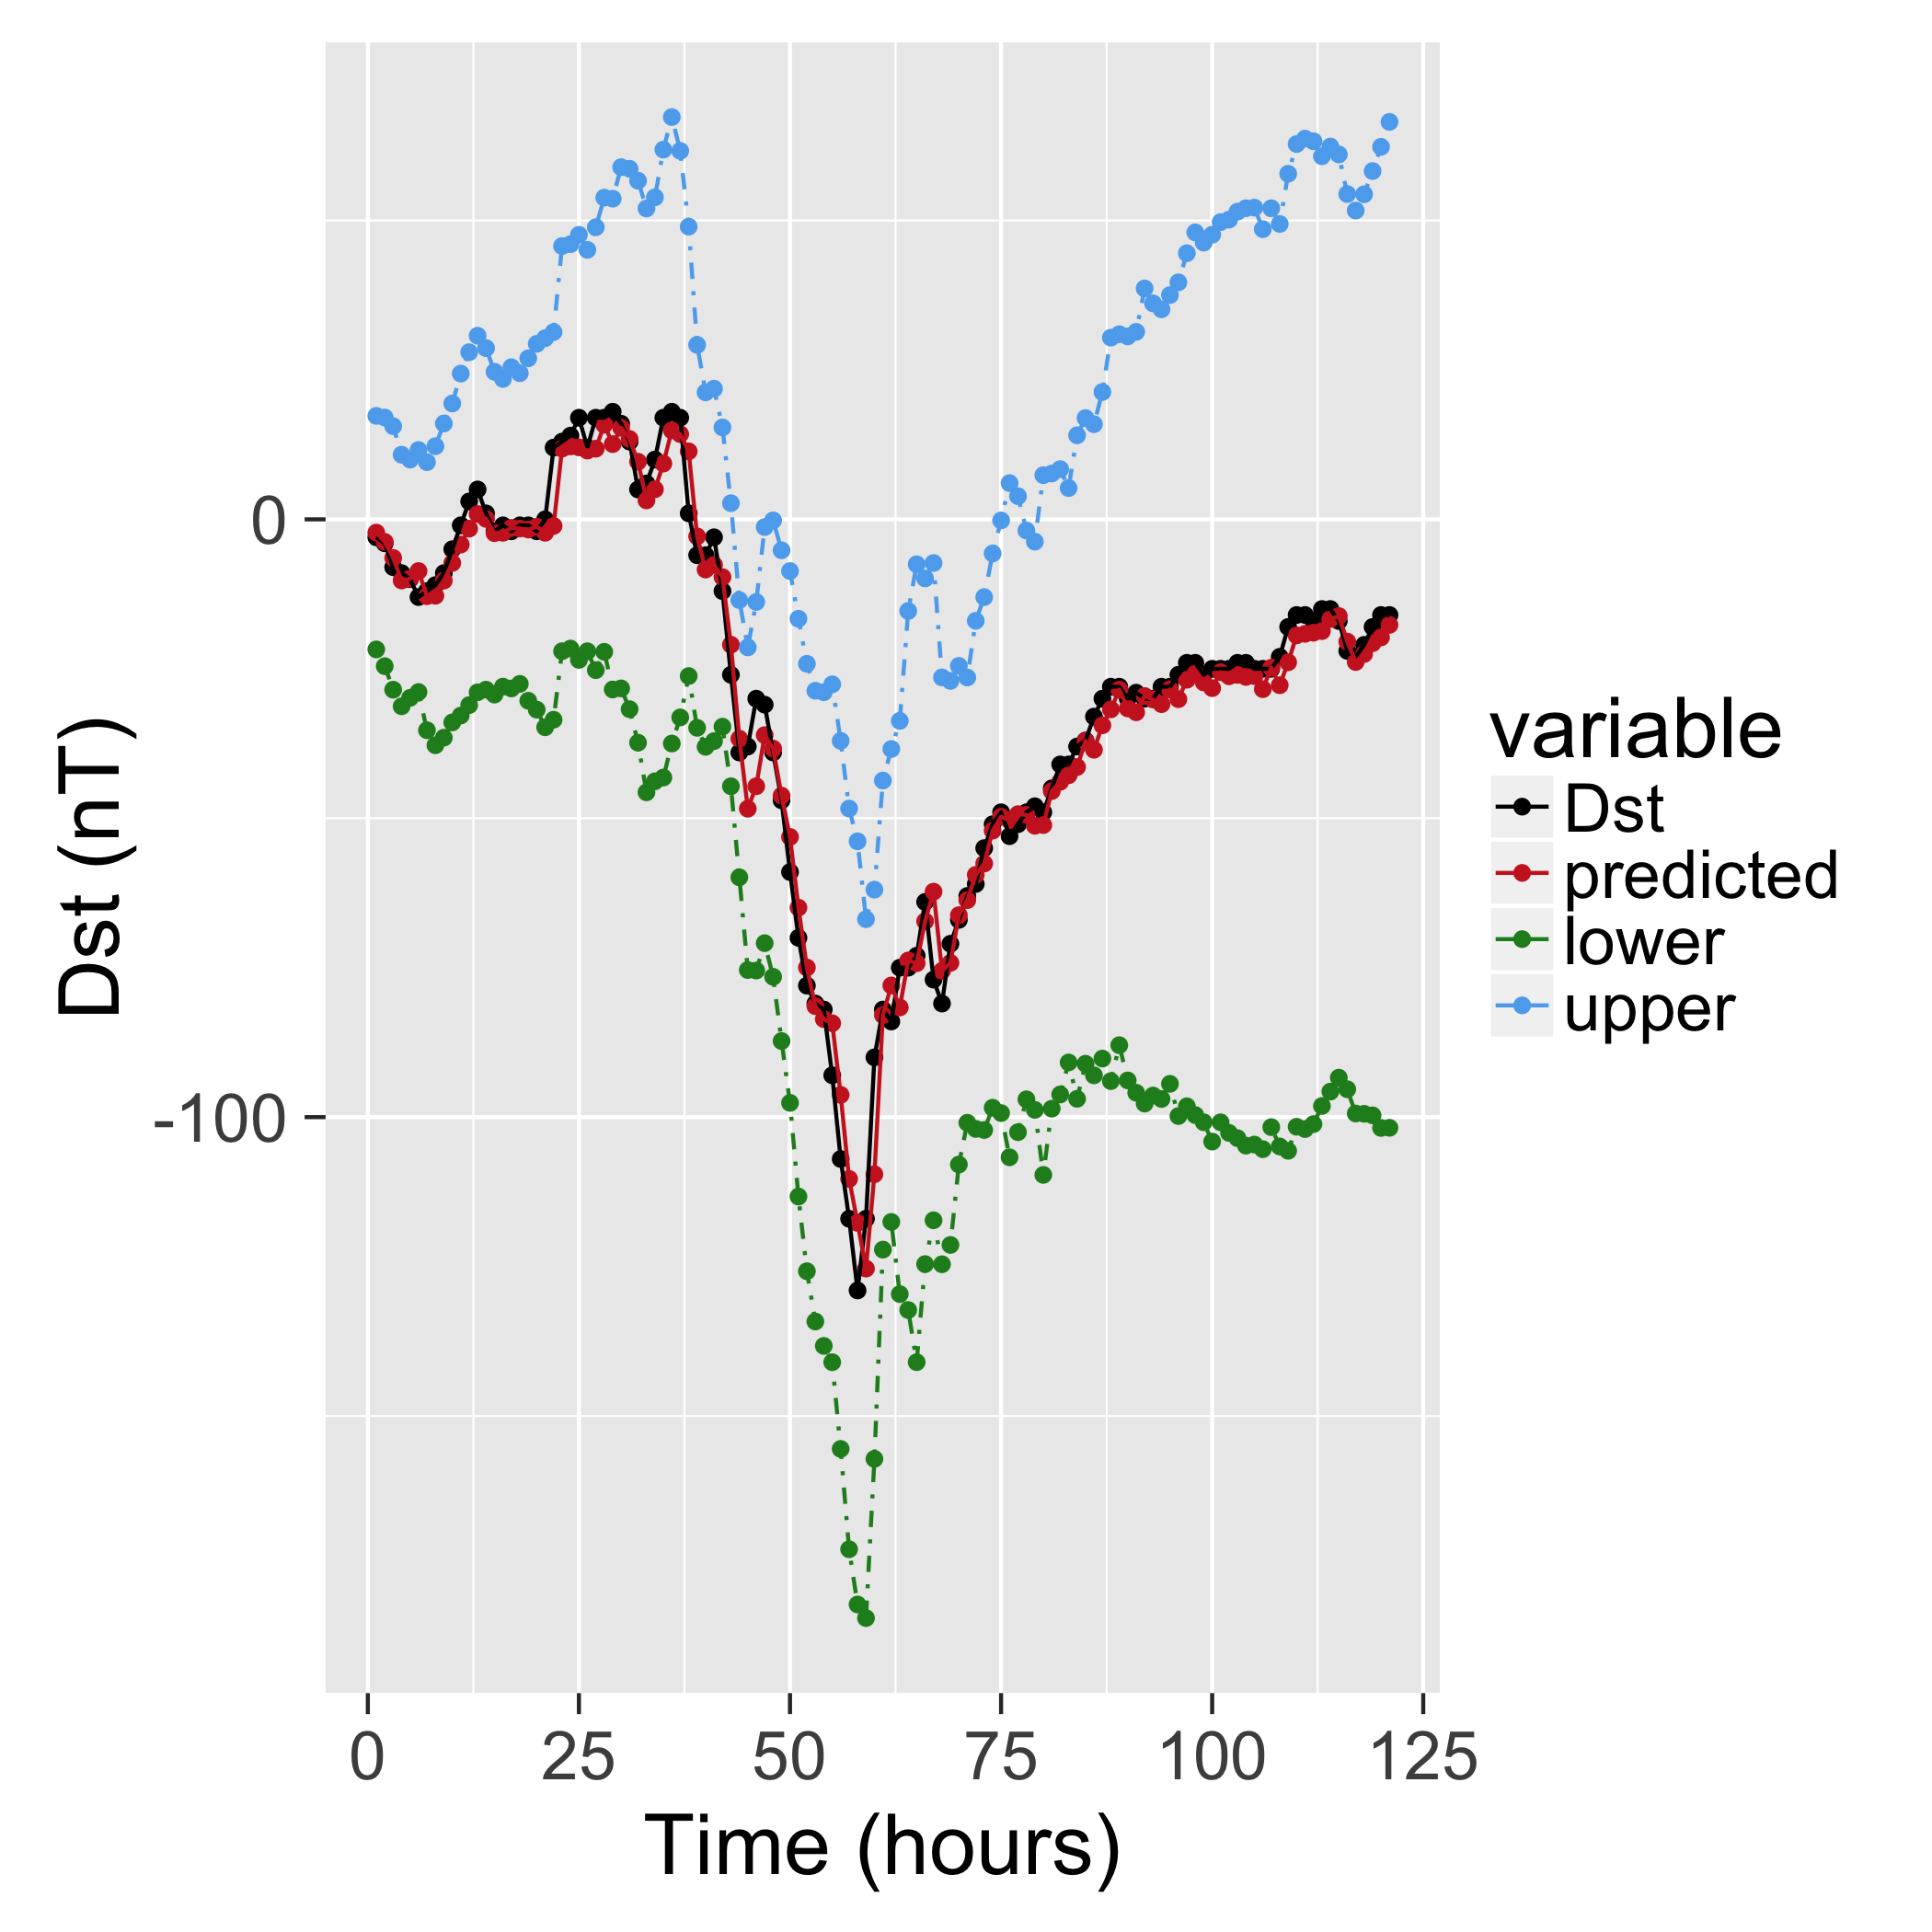 Dst (nT)
0
-100
0 25 50 75 100 125
Time (hours)
variable
Dst
predicted
lower
upper